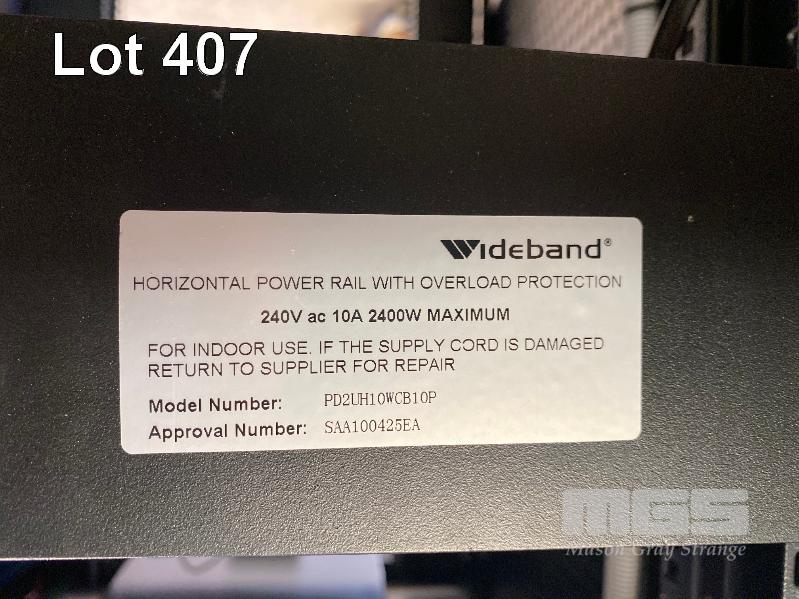 Lot 407
Wideband®
HORIZONTAL POWER RAIL WITH OVERLOAD PROTECTION
240V ac 10A 2400W MAXIMUM
FOR INDOOR USE. IF THE SUPPLY CORD IS DAMAGED
RETURN TO SUPPLIER FOR REPAIR
Model Number: PD2UH10WCB10P
Approval Number: SAA100425EA
MGS
Mason Gray Strange